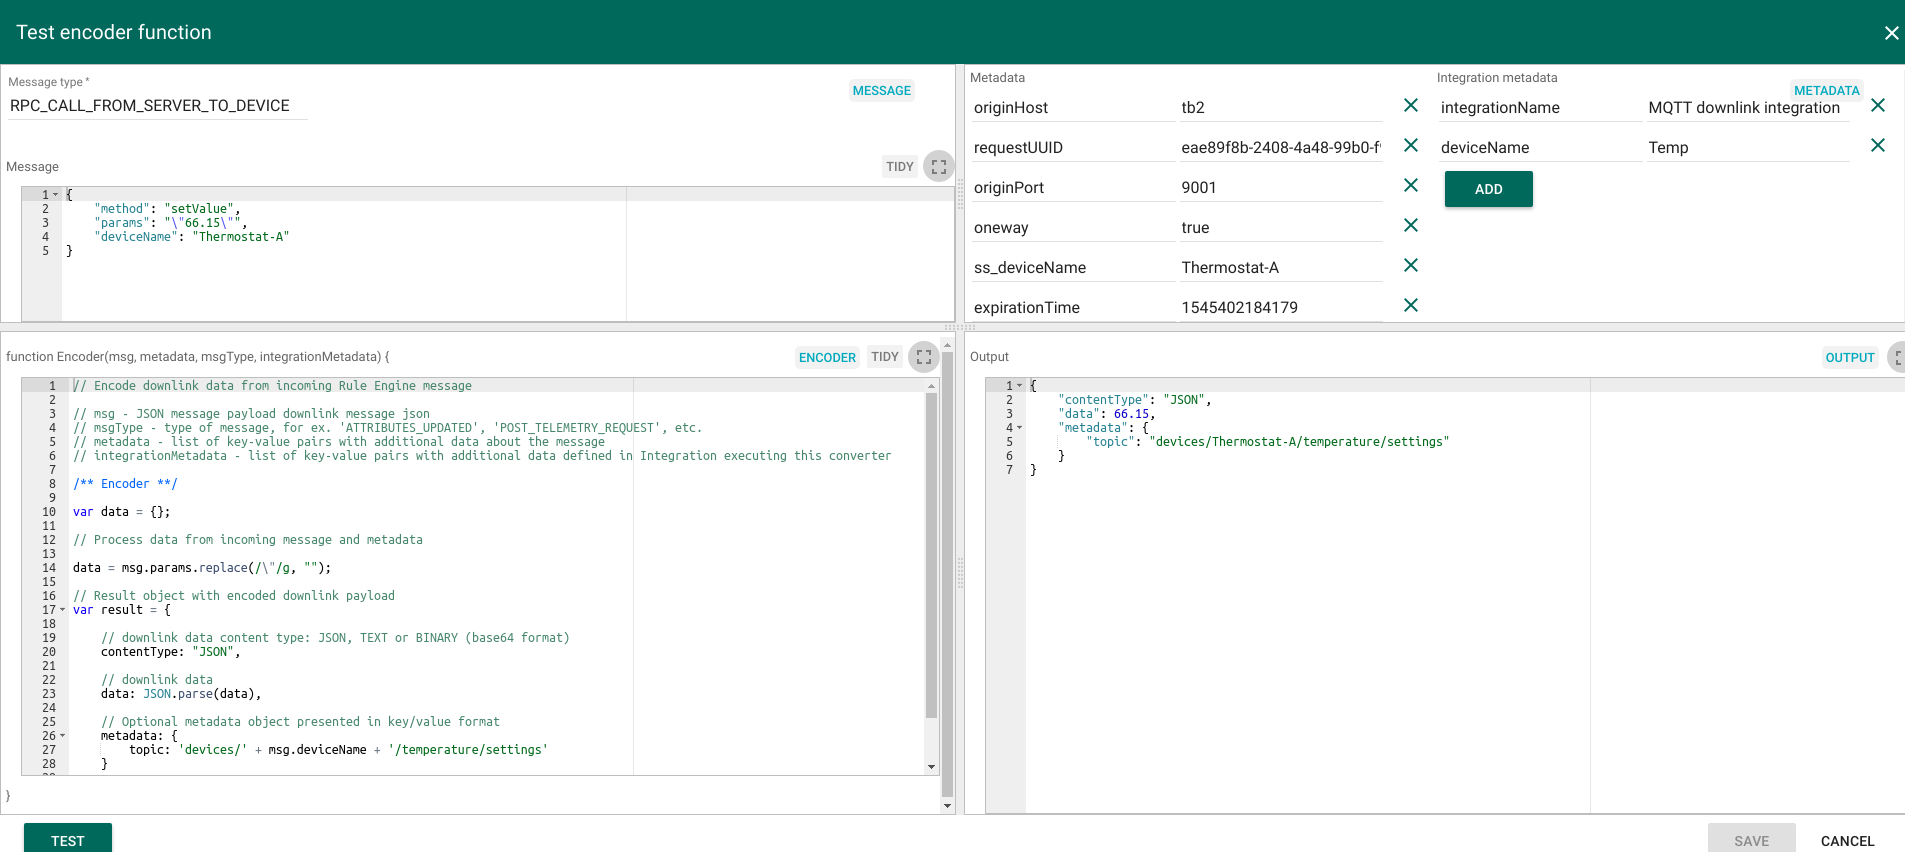 Test encoder function
Message type *
MESSAGE
RPC_CALL_FROM_SERVER_TO_DEVICE
Message
TIDY
1 {
2     "method": "setValue",
3     "params": "\"66.15\"",
4     "deviceName": "Thermostat-A"
5 }
Metadata
originHost tb2
requestUUID eae89f8b-2408-4a48-99b0-f
originPort 9001
oneway true
ss_deviceName Thermostat-A
expirationTime 1545402184179
Integration metadata
METADATA
integrationName MQTT downlink integration
deviceName Temp
ADD
function Encoder(msg, metadata, msgType, integrationMetadata) {
ENCODER TIDY
1 // Encode downlink data from incoming Rule Engine message
2
3 // msg - JSON message payload downlink message json
4 // msgType - type of message, for ex. 'ATTRIBUTES_UPDATED', 'POST_TELEMETRY_REQUEST', etc.
5 // metadata - list of key-value pairs with additional data about the message
6 // integrationMetadata - list of key-value pairs with additional data defined in Integration executing this converter
7
8 /** Encoder **/
9
10 var data = {};
11
12 // Process data from incoming message and metadata
13
14 data = msg.params.replace(/\"/g, "");
15
16 // Result object with encoded downlink payload
17 var result = {
18
19     // downlink data content type: JSON, TEXT or BINARY (base64 format)
20     contentType: "JSON",
21
22     // downlink data
23     data: JSON.parse(data),
24
25     // Optional metadata object presented in key/value format
26     metadata: {
27         topic: 'devices/' + msg.deviceName + '/temperature/settings'
28     }
}
Output
OUTPUT
1 {
2     "contentType": "JSON",
3     "data": 66.15,
4     "metadata": {
5         "topic": "devices/Thermostat-A/temperature/settings"
6     }
7 }
TEST
SAVE CANCEL